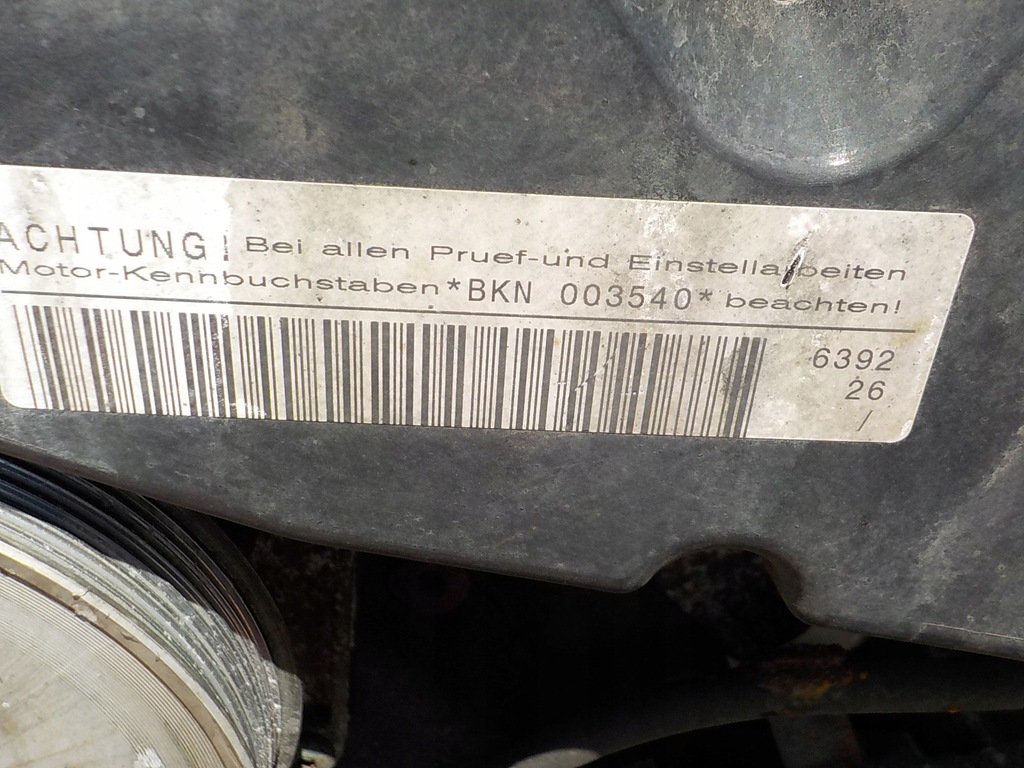 ACHTUNG! Bei allen Pruef-und Einstellarbeiten
Motor-Kennbuchstaben *BKN 003540* beachten!
6392
26
/